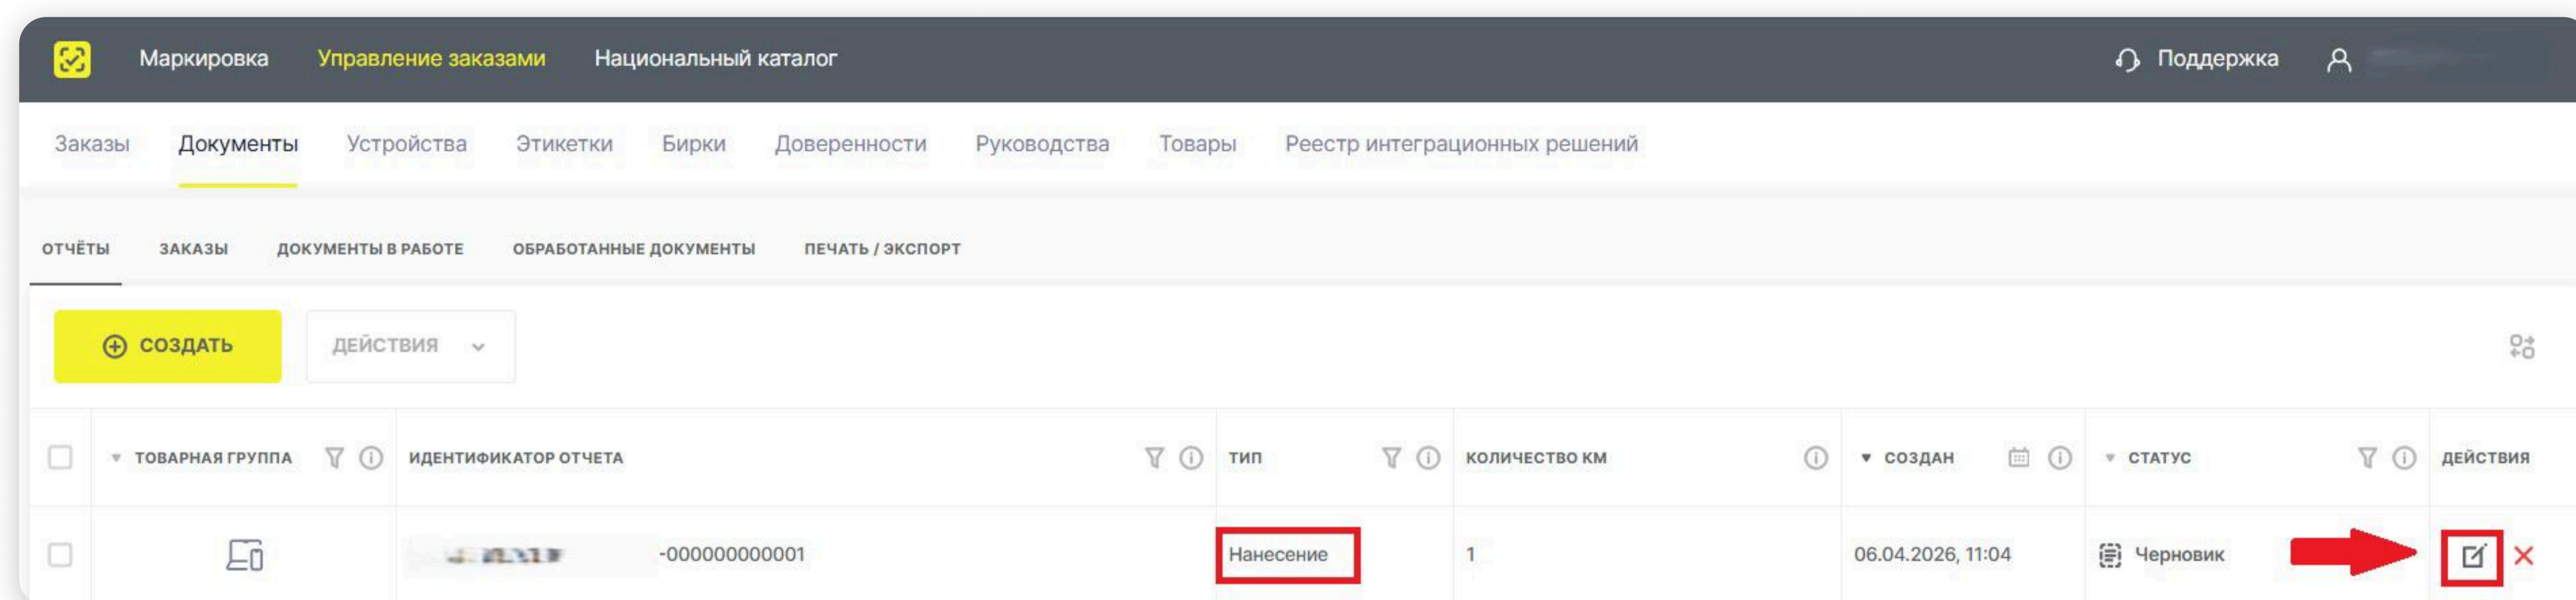 Маркировка Управление заказами Национальный каталог Поддержка
Заказы Документы Устройства Этикетки Бирки Доверенности Руководства Товары Реестр интеграционных решений
ОТЧЁТЫ ЗАКАЗЫ ДОКУМЕНТЫ В РАБОТЕ ОБРАБОТАННЫЕ ДОКУМЕНТЫ ПЕЧАТЬ / ЭКСПОРТ
СОЗДАТЬ ДЕЙСТВИЯ
ТОВАРНАЯ ГРУППА ИДЕНТИФИКАТОР ОТЧЕТА ТИП КОЛИЧЕСТВО КМ СОЗДАН СТАТУС ДЕЙСТВИЯ
-000000000001 Нанесение 1 06.04.2026, 11:04 Черновик